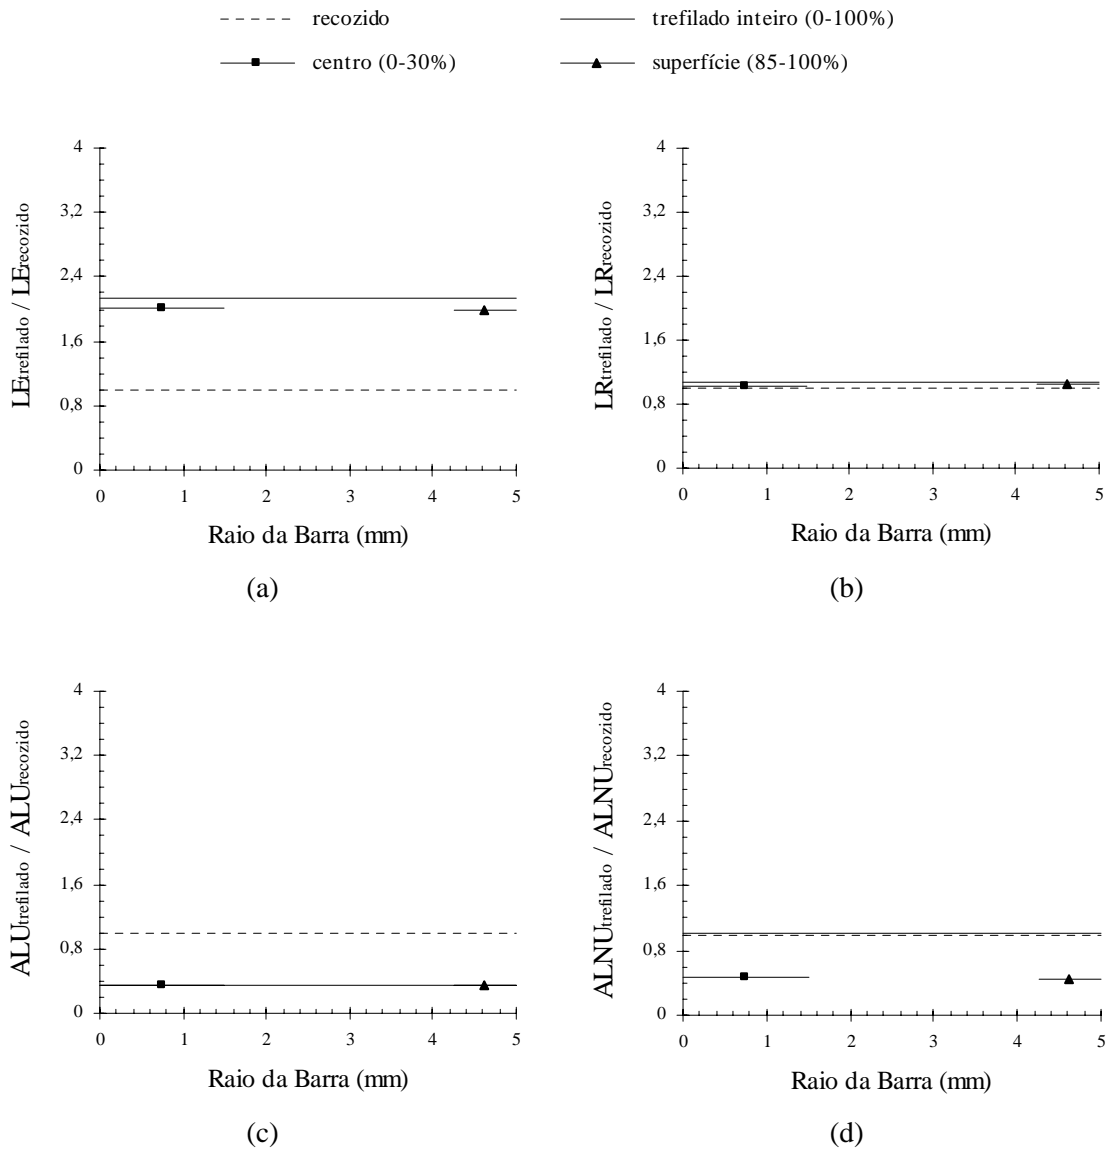 recozido
trefilado inteiro (0-100%)
centro (0-30%)
superfície (85-100%)
LEtrefilado / LErecozido
4
3,2
2,4
1,6
0,8
0
0 1 2 3 4 5
Raio da Barra (mm)
(a)
LRtrefilado / LRrecozido
4
3,2
2,4
1,6
0,8
0
0 1 2 3 4 5
Raio da Barra (mm)
(b)
ALUtrefilado / ALUrecozido
4
3,2
2,4
1,6
0,8
0
0 1 2 3 4 5
Raio da Barra (mm)
(c)
ALNUtrefilado / ALNUrecozido
4
3,2
2,4
1,6
0,8
0
0 1 2 3 4 5
Raio da Barra (mm)
(d)